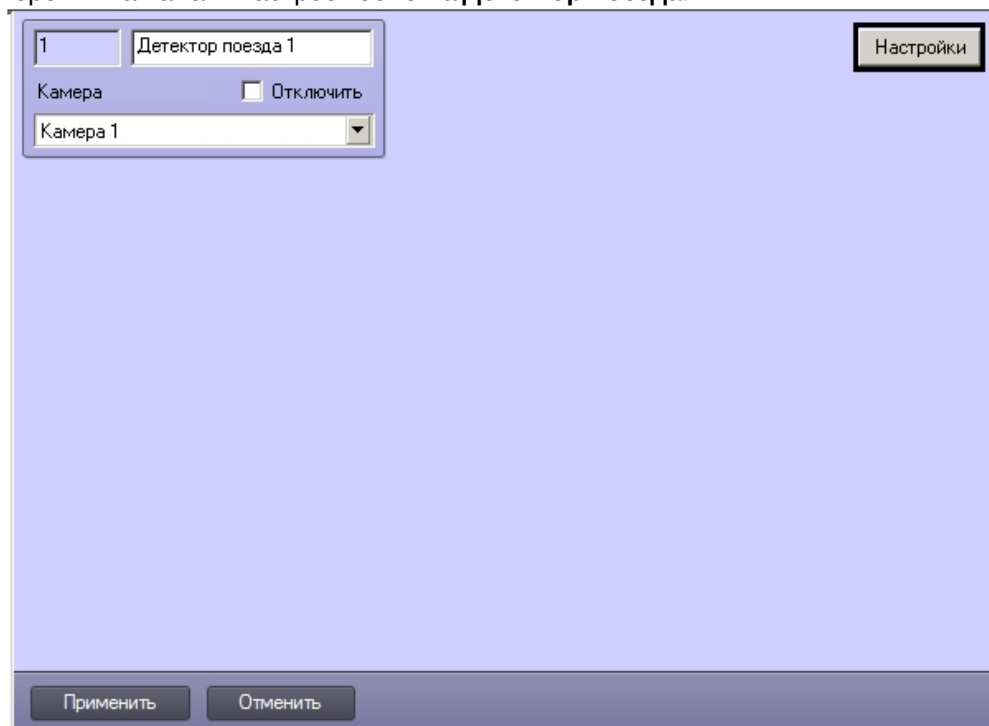 1 Детектор поезда 1 Настройки
Камера Отключить
Камера 1
Применить Отменить